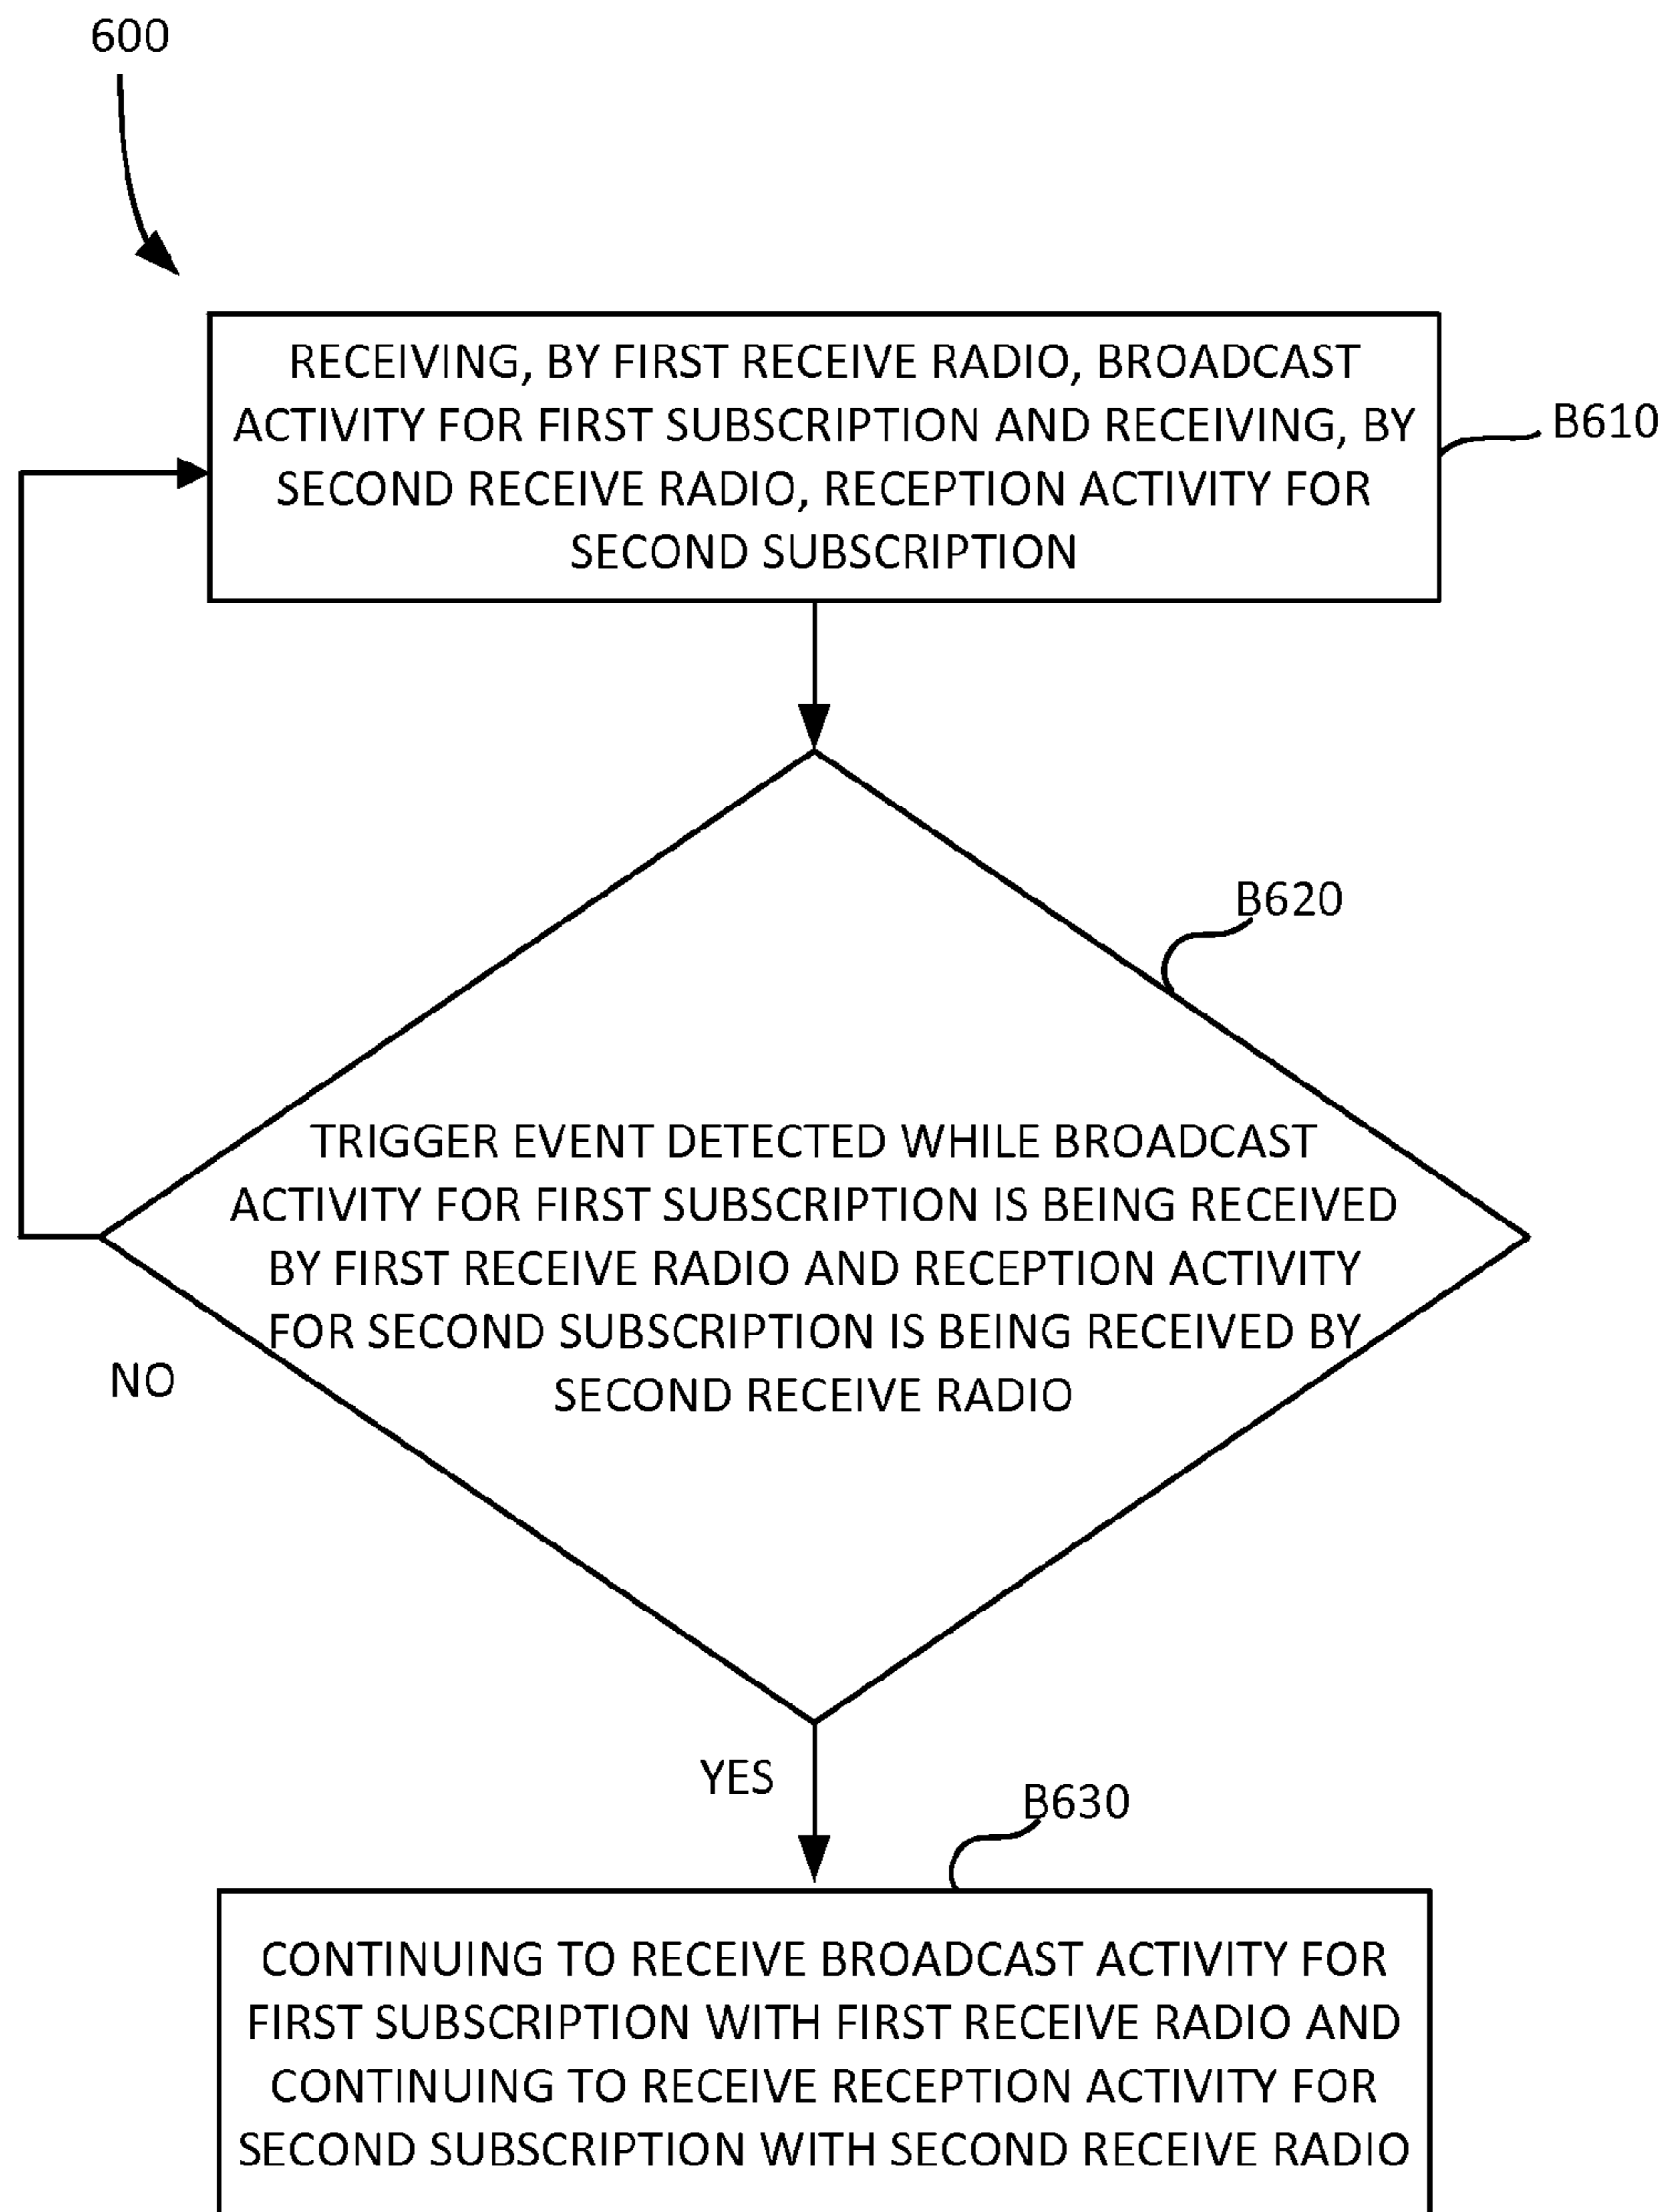 600
RECEIVING, BY FIRST RECEIVE RADIO, BROADCAST
ACTIVITY FOR FIRST SUBSCRIPTION AND RECEIVING, BY
SECOND RECEIVE RADIO, RECEPTION ACTIVITY FOR
SECOND SUBSCRIPTION
B610
B620
TRIGGER EVENT DETECTED WHILE BROADCAST
ACTIVITY FOR FIRST SUBSCRIPTION IS BEING RECEIVED
BY FIRST RECEIVE RADIO AND RECEPTION ACTIVITY
FOR SECOND SUBSCRIPTION IS BEING RECEIVED BY
SECOND RECEIVE RADIO
NO
YES
B630
CONTINUING TO RECEIVE BROADCAST ACTIVITY FOR
FIRST SUBSCRIPTION WITH FIRST RECEIVE RADIO AND
CONTINUING TO RECEIVE RECEPTION ACTIVITY FOR
SECOND SUBSCRIPTION WITH SECOND RECEIVE RADIO